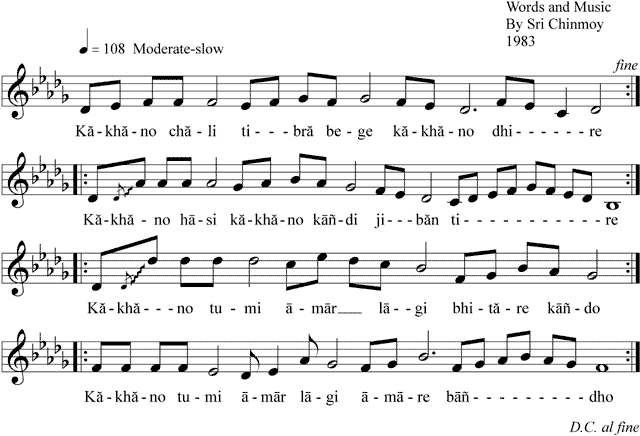 Words and Music
By Sri Chinmoy
1983
♩ = 108 Moderate-slow
fine
Kă-khă-no chă-li ti---bră be-ge kă-khă-no dhi-----re
Kă-khă-no hā-si kă-khă-no kāñ-di ji---băn ti---------re
Kă-khă---no tu-mi ā-mār___ lā-gi bhi-tă-re kāñ-do
Kă-khă-no tu-mi ā-mār lā-gi ā-mā-re bāñ-------dho
D.C. al fine